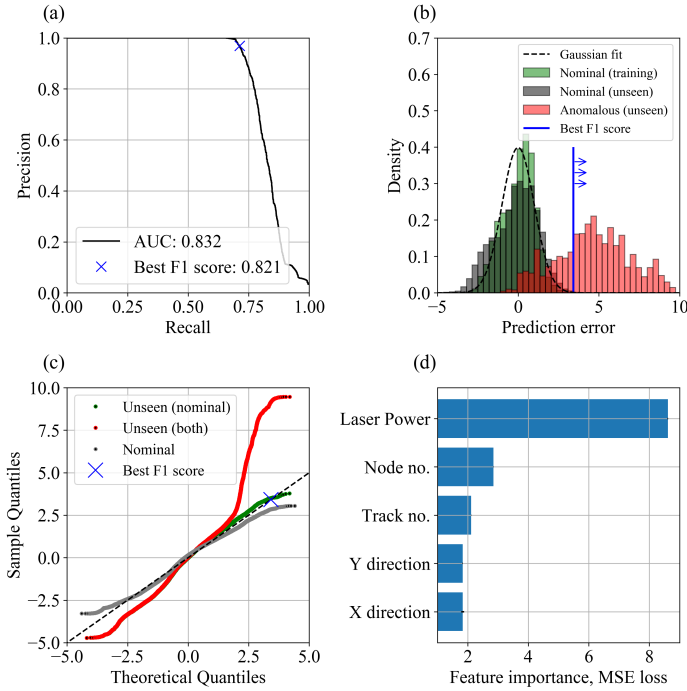 (a)
1.0
0.8
0.6
0.4
0.2
0.0
Precision
AUC: 0.832
Best F1 score: 0.821
0.00
0.25
0.50
0.75
1.00
Recall
(b)
0.7
0.6
0.5
0.4
0.3
0.2
0.1
0.0
Density
Gaussian fit
Nominal (training)
Nominal (unseen)
Anomalous (unseen)
Best F1 score
−5
0
5
10
Prediction error
(c)
10.0
7.5
5.0
2.5
0.0
−2.5
−5.0
Sample Quantiles
Unseen (nominal)
Unseen (both)
Nominal
Best F1 score
−5.0
−2.5
0.0
2.5
5.0
Theoretical Quantiles
(d)
Laser Power
Node no.
Track no.
Y direction
X direction
2
4
6
8
Feature importance, MSE loss